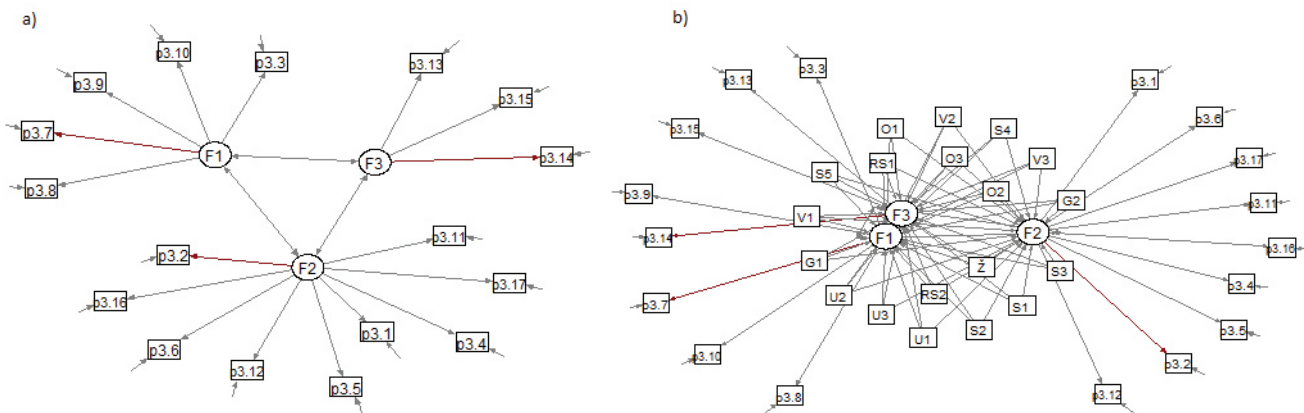 a)
p3.10
p3.3
p3.13
p3.9
p3.15
p3.7
F1
F3
p3.14
p3.8
p3.11
p3.2
F2
p3.17
p3.16
p3.1
p3.4
p3.6
p3.12
p3.5
b)
p3.3
p3.1
p3.13
V2
p3.6
O1
S4
p3.15
O3
V3
p3.17
RS1
S5
O2
p3.9
G2
p3.11
V1
F3
p3.14
F1
F2
p3.16
G1
Ž
S3
p3.4
p3.7
U2
RS2
S1
U3
S2
p3.5
U1
p3.10
p3.2
p3.8
p3.12